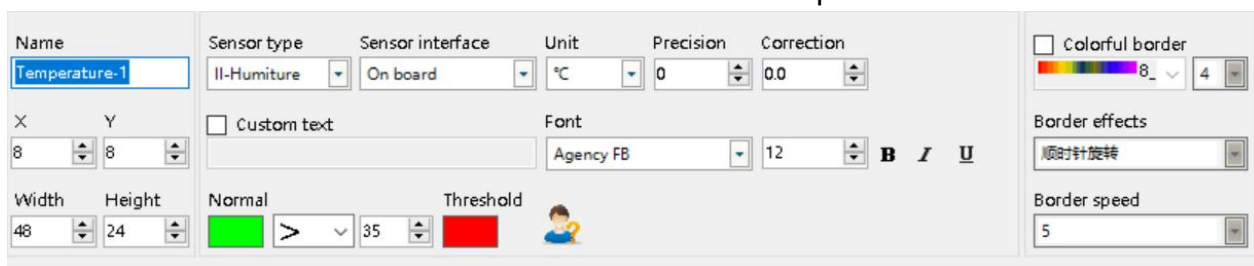 Name Sensor type Sensor interface Unit Precision Correction Colorful border
Temperature-1 II-Humiture On board ℃ 0 0.0 8_ 4
X Y Custom text Font Border effects
8 8 Agency FB 12 B I U 顺时针旋转
Width Height Normal Threshold Border speed
48 24 > 35 5